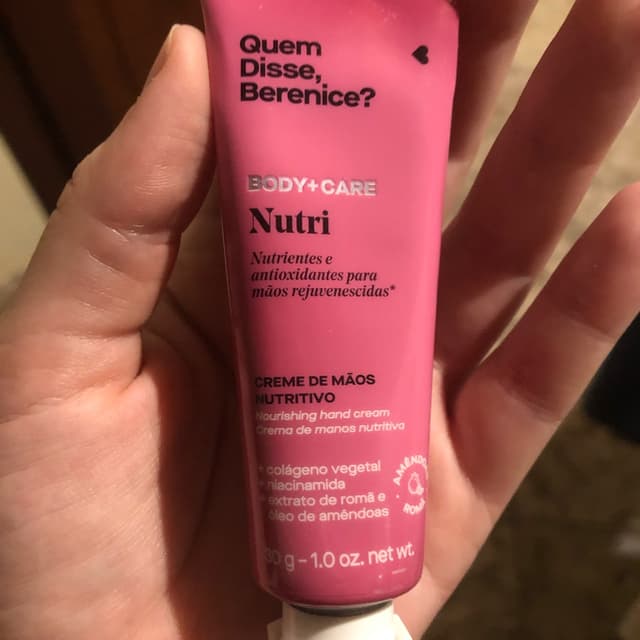 Quem
Disse,
Berenice?
BODY+CARE
Nutri
Nutrientes e
antioxidantes para
mãos rejuvenescidas*
CREME DE MÃOS
NUTRITIVO
Nourishing hand cream
Crema de manos nutritiva
+ colágeno vegetal
+ niacinamida
+ extrato de romã e
óleo de amêndoas
30 g – 1.0 oz. net wt.